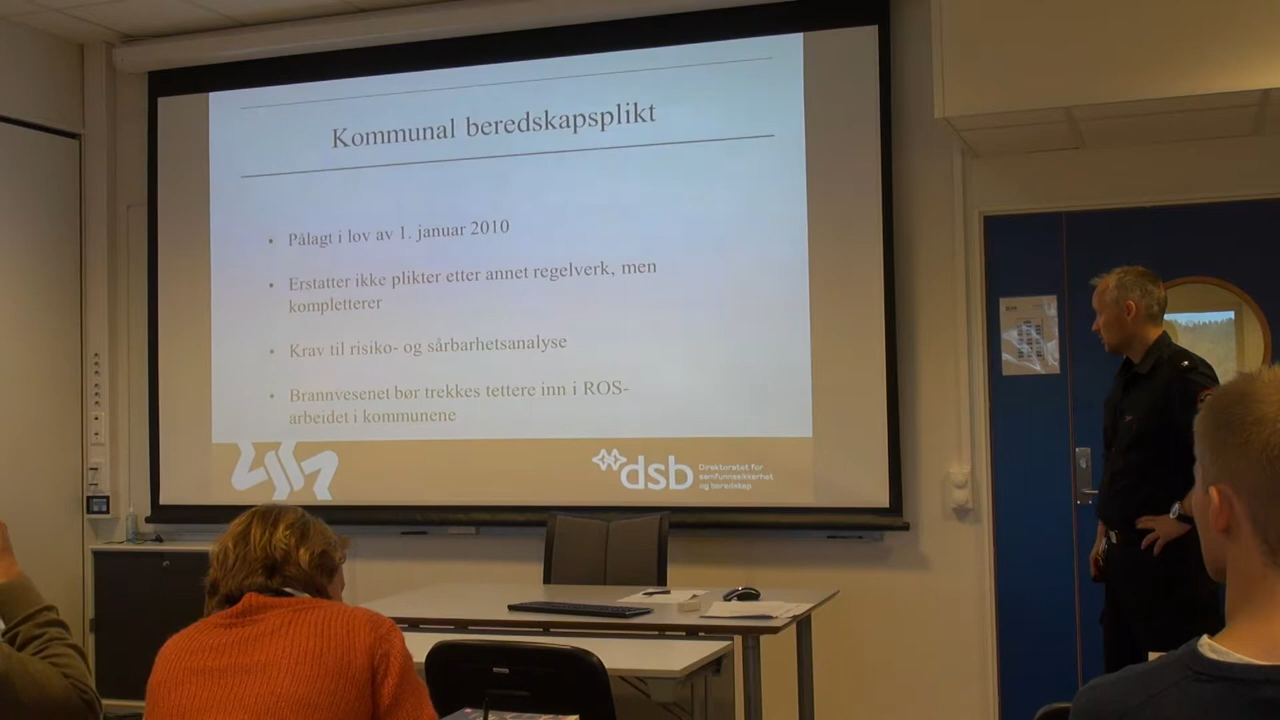 Kommunal beredskapsplikt
• Pålagt i lov av 1. januar 2010
• Erstatter ikke plikter etter annet regelverk, men
kompletterer
• Krav til risiko- og sårbarhetsanalyse
• Brannvesenet bør trekkes tettere inn i ROS-
arbeidet i kommunene
dsb
Direktoratet for
samfunnssikkerhet
og beredskap